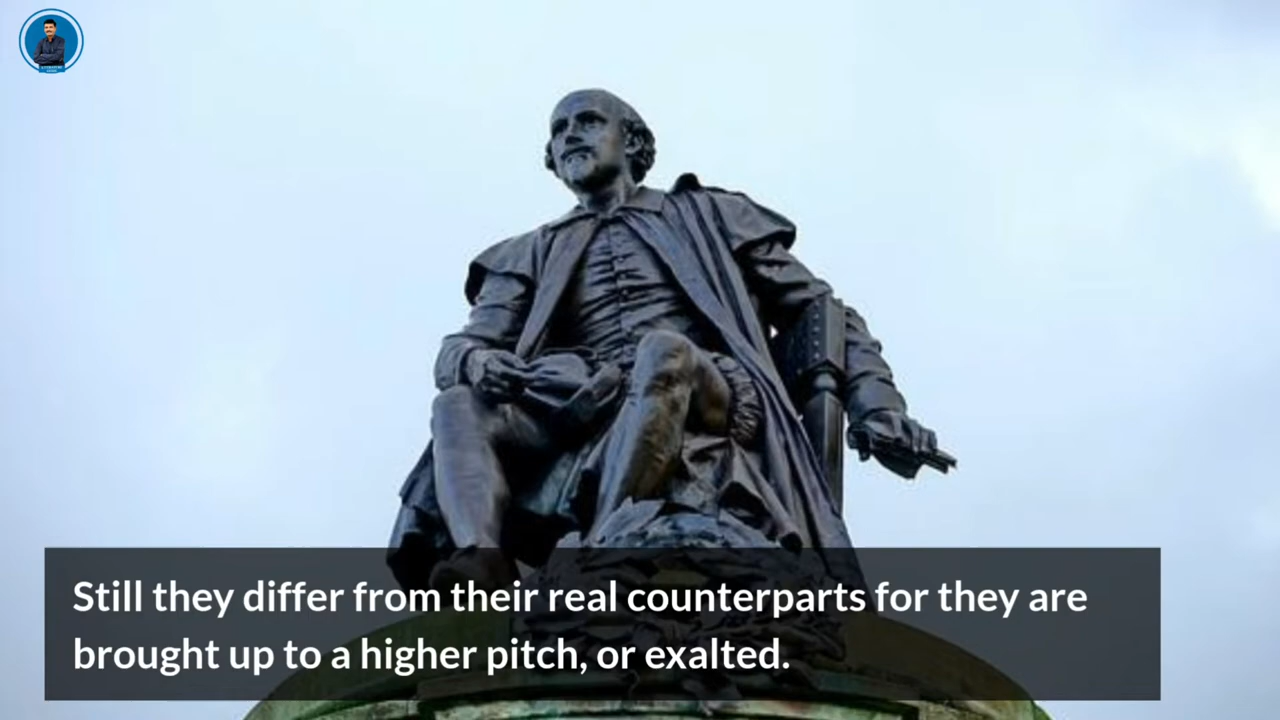 Still they differ from their real counterparts for they are
brought up to a higher pitch, or exalted.